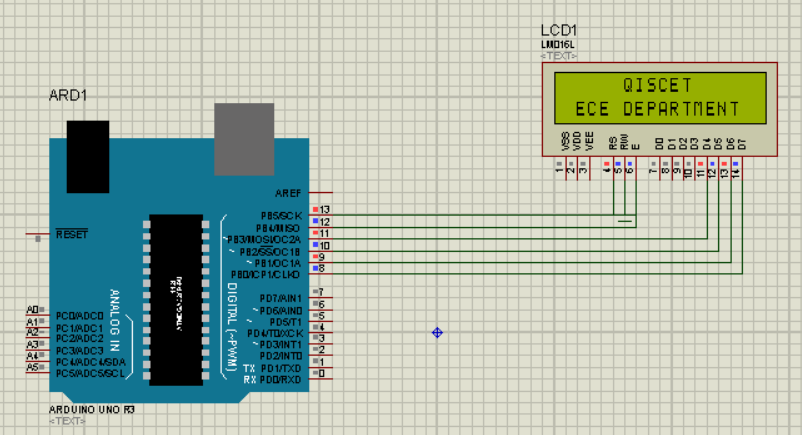 LCD1
LM016L
<TEXT>
QISCET
ECE DEPARTMENT
VSS
VDD
VEE
RS
RW
E
D0
D1
D2
D3
D4
D5
D6
D7
1
2
3
4
5
6
7
8
9
10
11
12
13
14
ARD1
AREF
PB5/SCK 13
PB4/MISO 12
~ PB3/MOSI/OC2A 11
~ PB2/SS/OC1B 10
~ PB1/OC1A 9
PB0/ICP1/CLKO 8
RESET
PD7/AIN1 7
~ PD6/AIN0 6
~ PD5/T1 5
PD4/T0/XCK 4
~ PD3/INT1 3
PD2/INT0 2
TX PD1/TXD 1
RX PD0/RXD 0
DIGITAL (~PWM)
ANALOG IN
A0 PC0/ADC0
A1 PC1/ADC1
A2 PC2/ADC2
A3 PC3/ADC3
A4 PC4/ADC4/SDA
A5 PC5/ADC5/SCL
ARDUINO UNO R3
<TEXT>